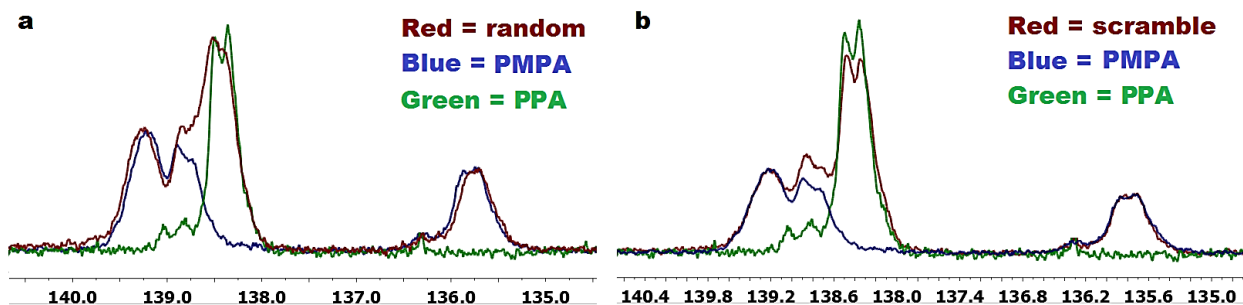 a
Red = random
Blue = PMPA
Green = PPA
140.0 139.0 138.0 137.0 136.0 135.0
b
Red = scramble
Blue = PMPA
Green = PPA
140.4 139.8 139.2 138.6 138.0 137.4 136.8 136.2 135.6 135.0